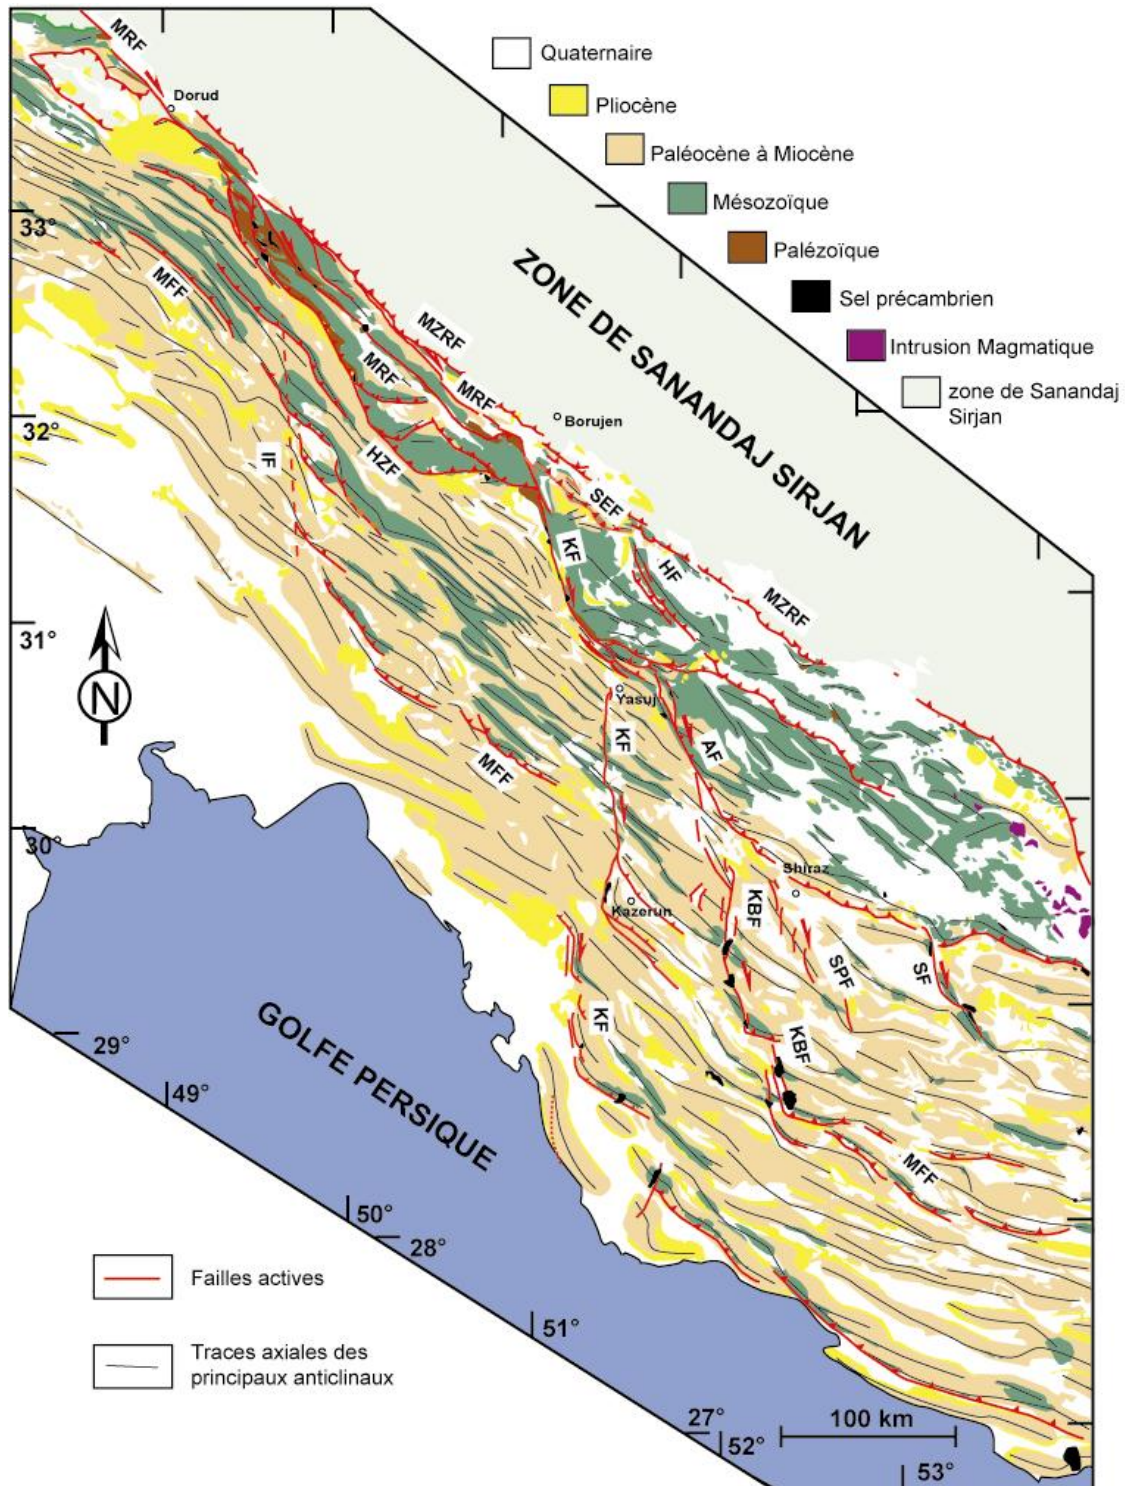 MRF
Dorud
Quaternaire
Pliocène
Paléocène à Miocène
Mésozoïque
Palézoïque
Sel précambrien
Intrusion Magmatique
zone de Sanandaj
Sirjan
33°
MFF
ZONE DE SANANDAJ SIRJAN
MZRF
MRF
MRF
Borujen
32°
IF
HZF
SEF
KF
HF
MZRF
31°
N
Yasuj
KF
AF
MFF
30°
Shiraz
Kazerun
KBF
SPF
SF
GOLFE PERSIQUE
KF
KBF
29°
49°
MFF
50°
28°
Failles actives
51°
Traces axiales des
principaux anticlinaux
27°
52°
100 km
53°